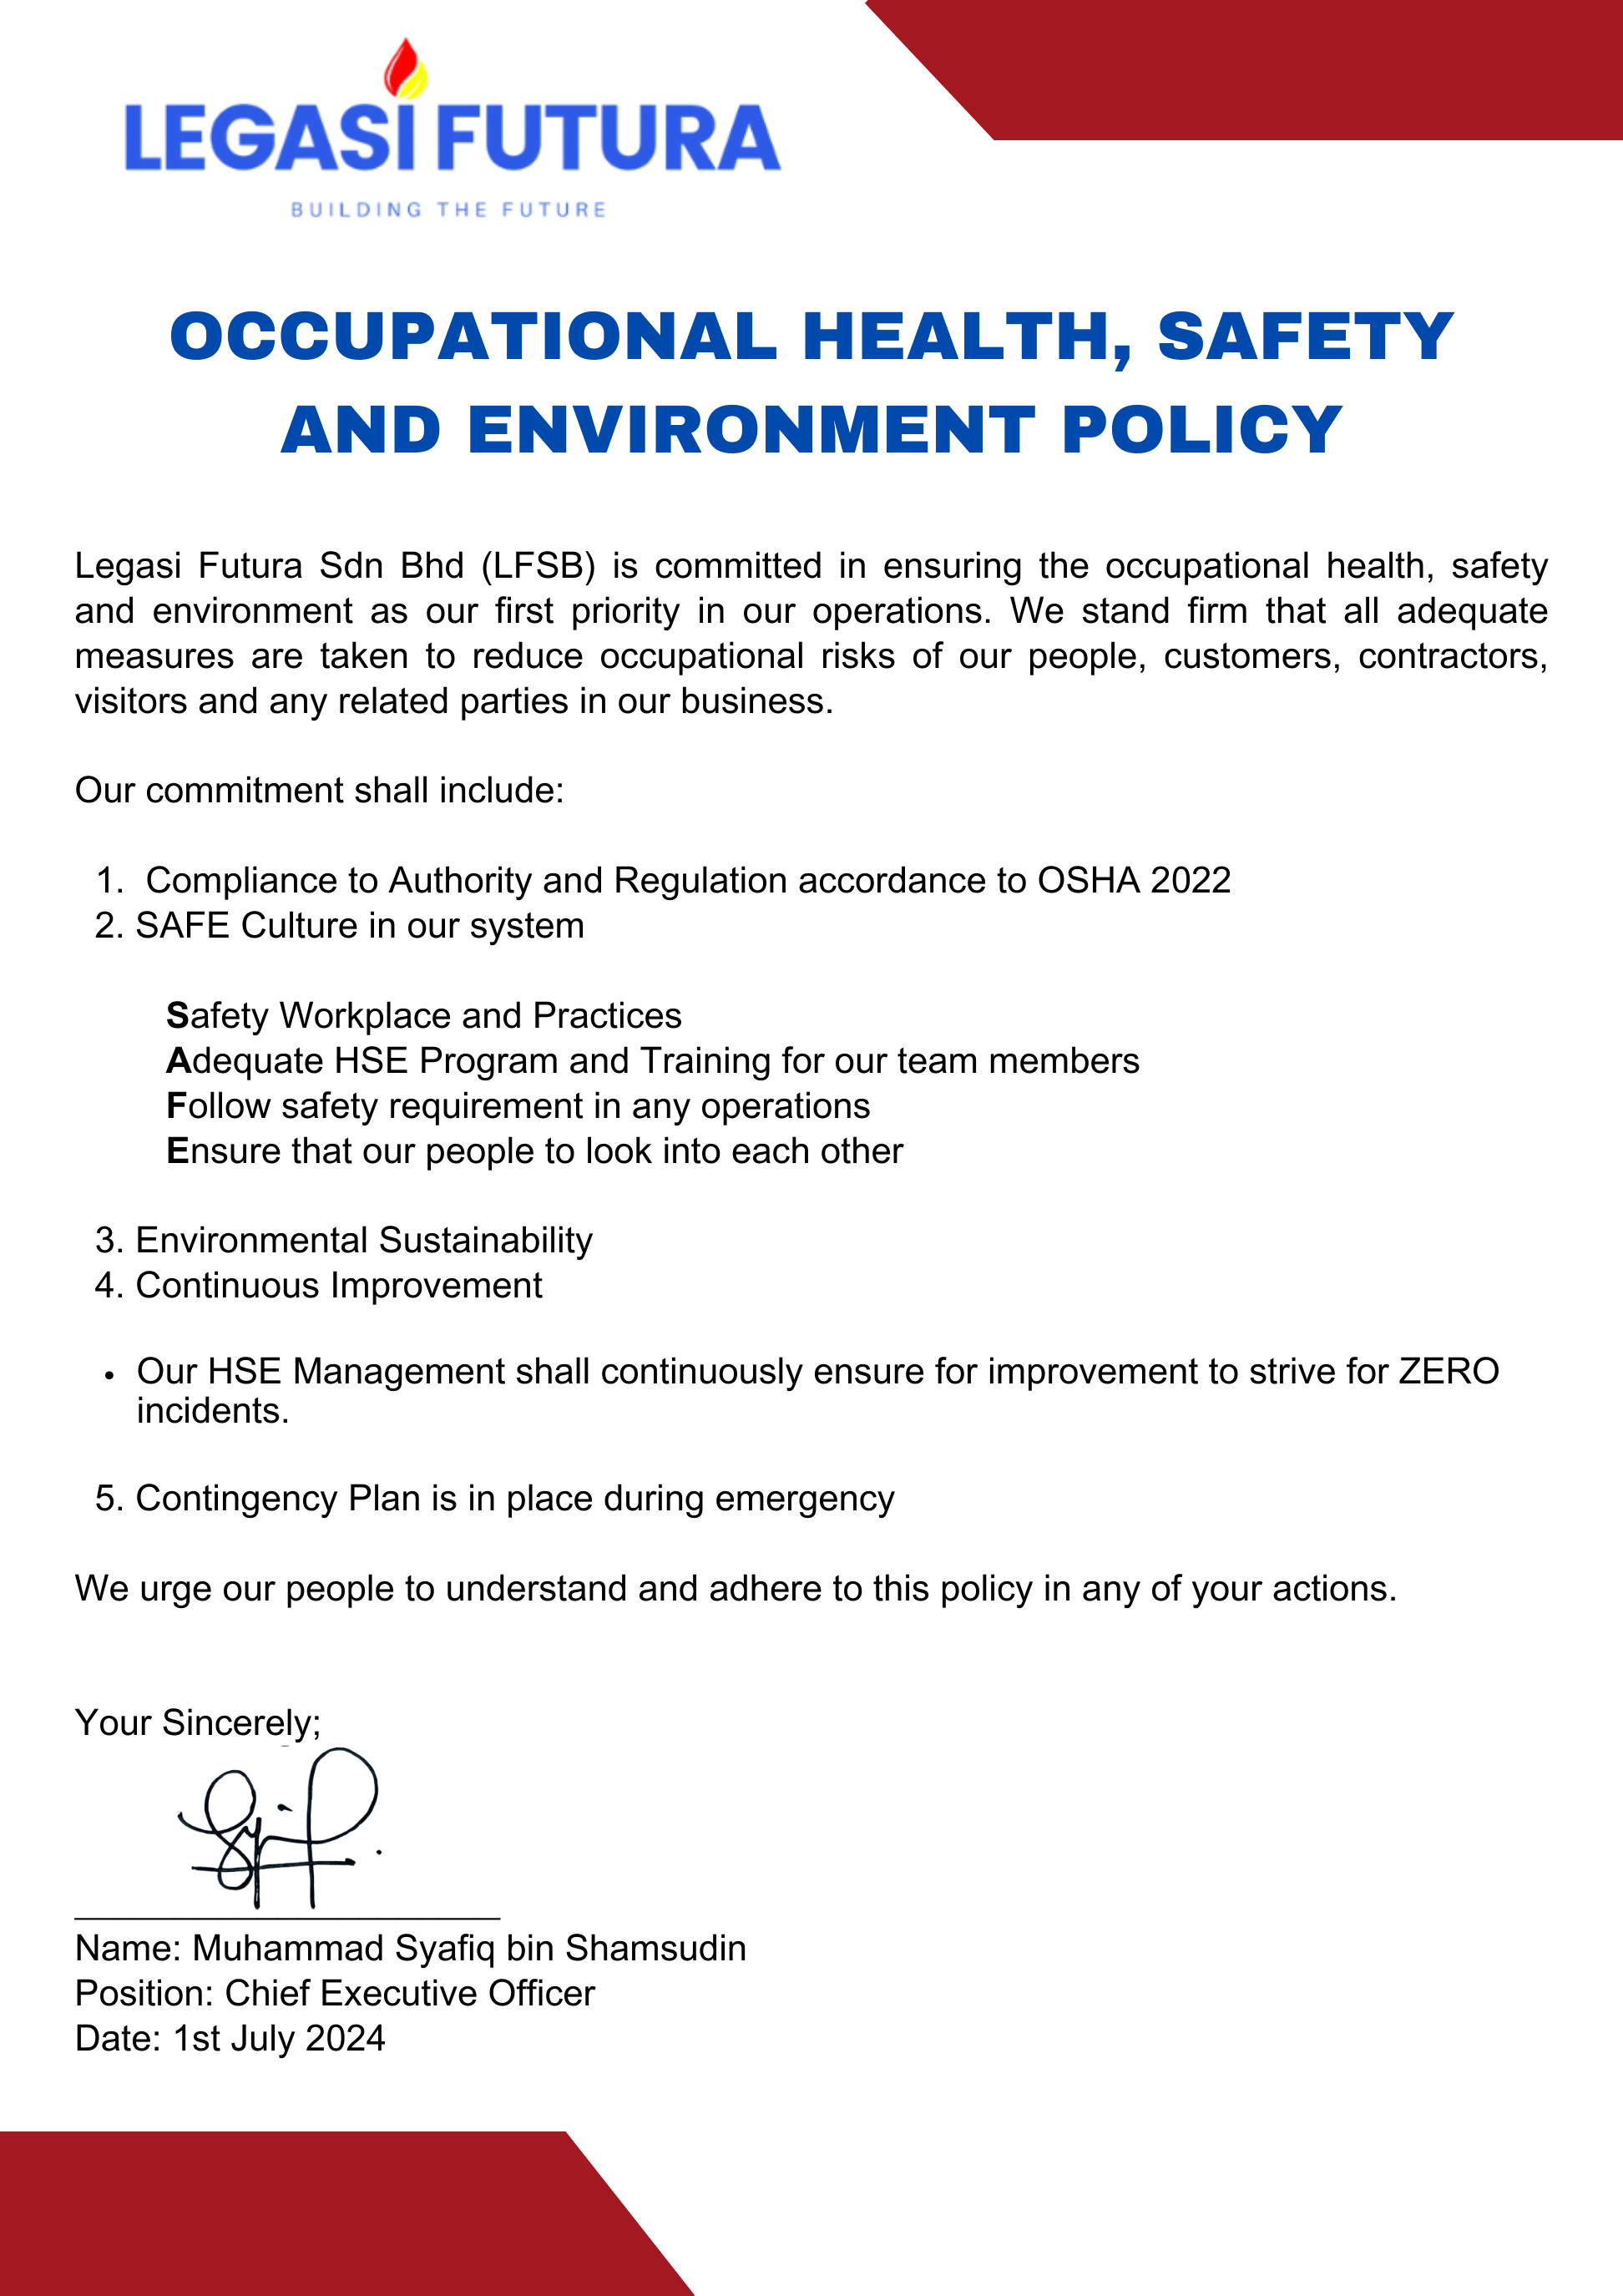 LEGASI FUTURA
BUILDING THE FUTURE
OCCUPATIONAL HEALTH, SAFETY
AND ENVIRONMENT POLICY
Legasi Futura Sdn Bhd (LFSB) is committed in ensuring the occupational health, safety
and environment as our first priority in our operations. We stand firm that all adequate
measures are taken to reduce occupational risks of our people, customers, contractors,
visitors and any related parties in our business.
Our commitment shall include:
1. Compliance to Authority and Regulation accordance to OSHA 2022
2. SAFE Culture in our system
Safety Workplace and Practices
Adequate HSE Program and Training for our team members
Follow safety requirement in any operations
Ensure that our people to look into each other
3. Environmental Sustainability
4. Continuous Improvement
• Our HSE Management shall continuously ensure for improvement to strive for ZERO
incidents.
5. Contingency Plan is in place during emergency
We urge our people to understand and adhere to this policy in any of your actions.
Your Sincerely;
Name: Muhammad Syafiq bin Shamsudin
Position: Chief Executive Officer
Date: 1st July 2024